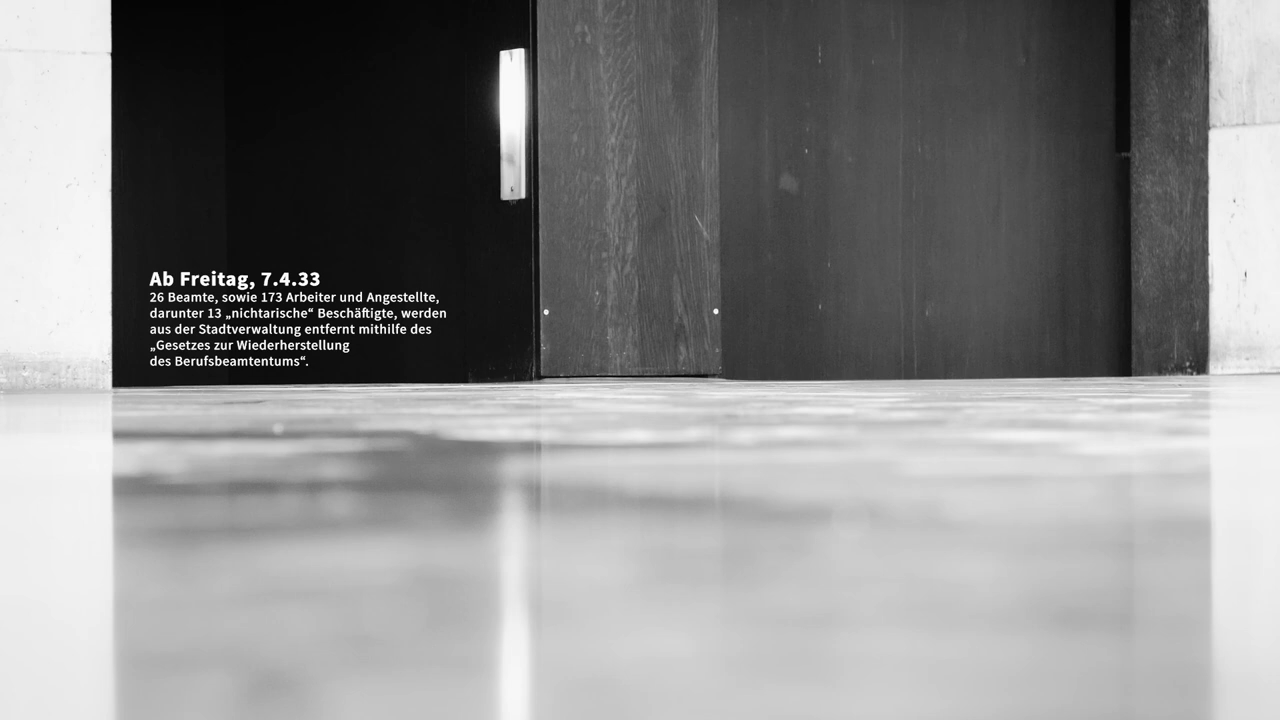 Ab Freitag, 7.4.33
26 Beamte, sowie 173 Arbeiter und Angestellte,
darunter 13 „nichtarische“ Beschäftigte, werden
aus der Stadtverwaltung entfernt mithilfe des
„Gesetzes zur Wiederherstellung
des Berufsbeamtentums“.